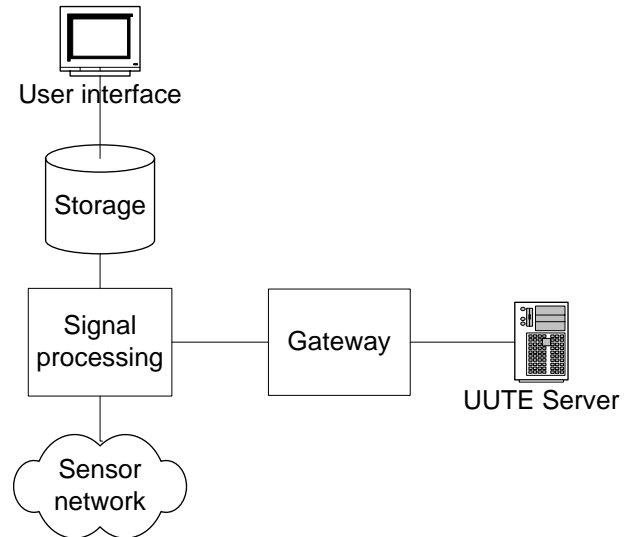 User interface
Storage
Signal
processing
Gateway
UUTE Server
Sensor
network